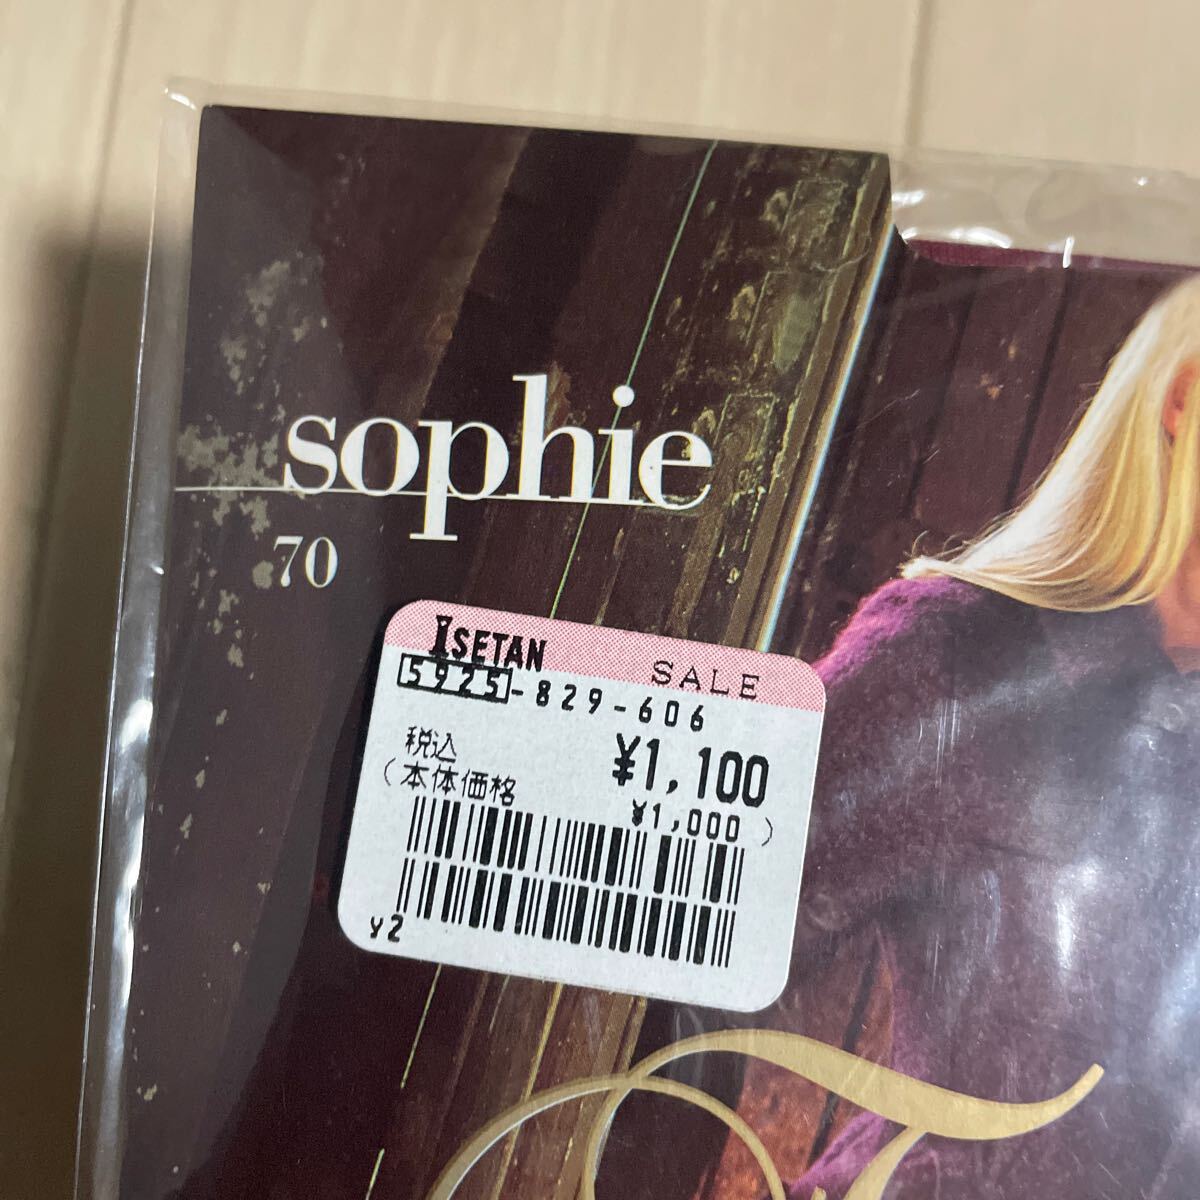 sophie
70
ISETAN SALE
5925-829-606
税込 ¥1,100
(本体価格 ¥1,000)
y2